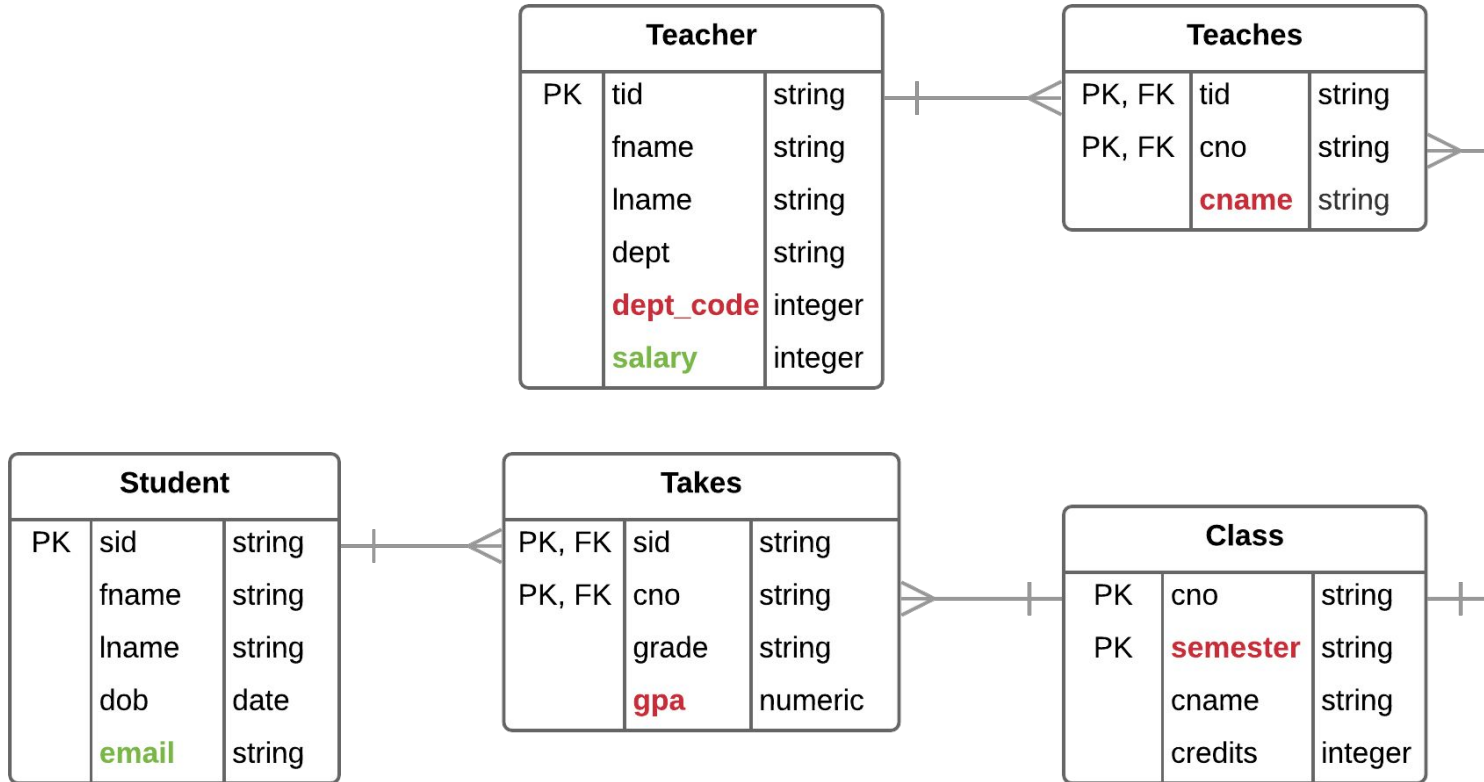 Teacher
PK tid string
fname string
lname string
dept string
dept_code integer
salary integer
Teaches
PK, FK tid string
PK, FK cno string
cname string
Student
PK sid string
fname string
lname string
dob date
email string
Takes
PK, FK sid string
PK, FK cno string
grade string
gpa numeric
Class
PK cno string
PK semester string
cname string
credits integer